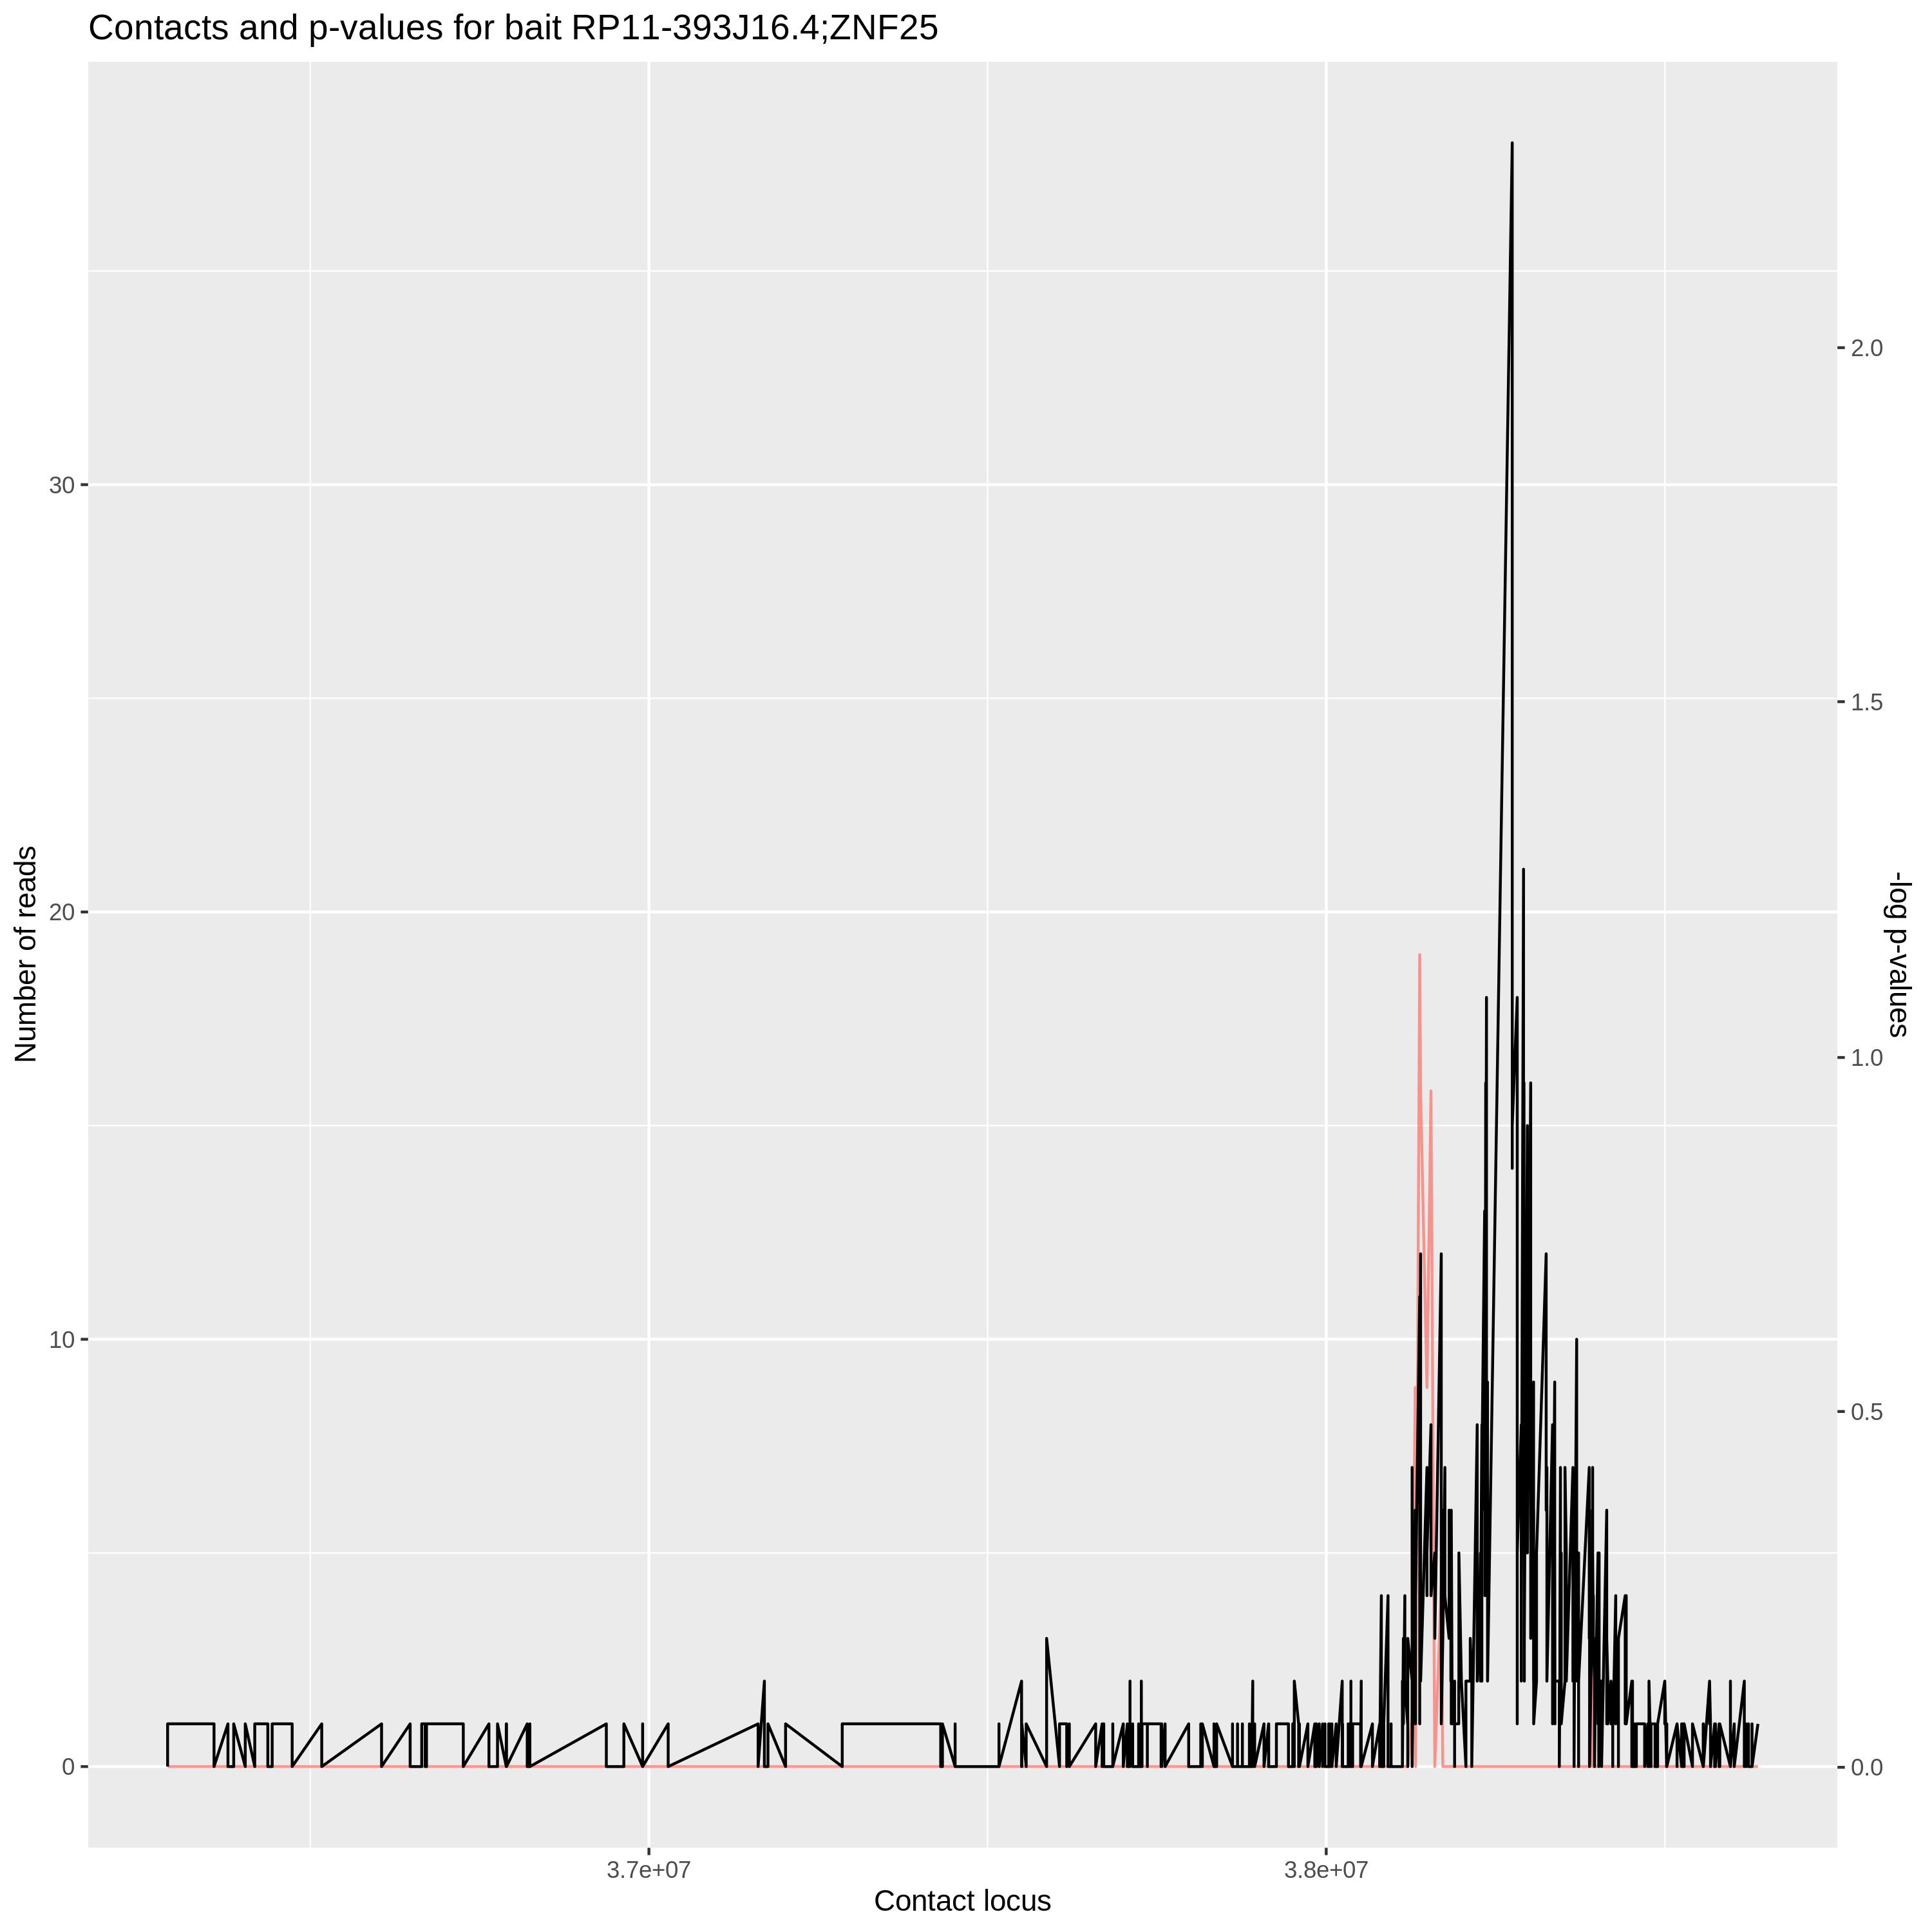 Contacts and p-values for bait RP11-393J16.4;ZNF25
30
20
10
0
Number of reads
2.0
1.5
1.0
0.5
0.0
-log p-values
3.7e+07
3.8e+07
Contact locus